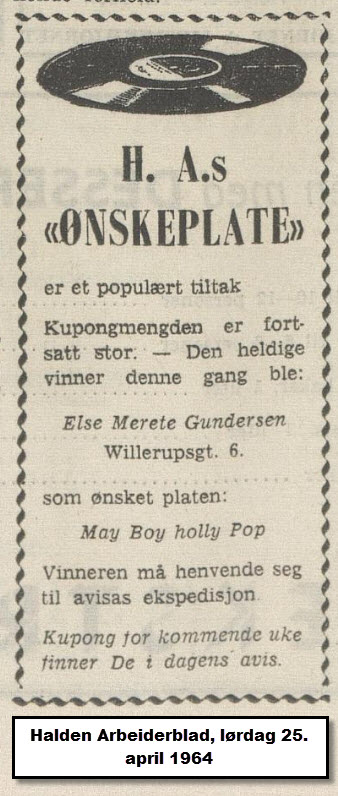 H. A.s
«ØNSKEPLATE»
er et populært tiltak
Kupongmengden er fort-
satt stor. — Den heldige
vinner denne gang ble:
Else Merete Gundersen
Willerupsgt. 6.
som ønsket platen:
May Boy holly Pop
Vinneren må henvende seg
til avisas ekspedisjon
Kupong for kommende uke
finner De i dagens avis.
Halden Arbeiderblad, lørdag 25.
april 1964